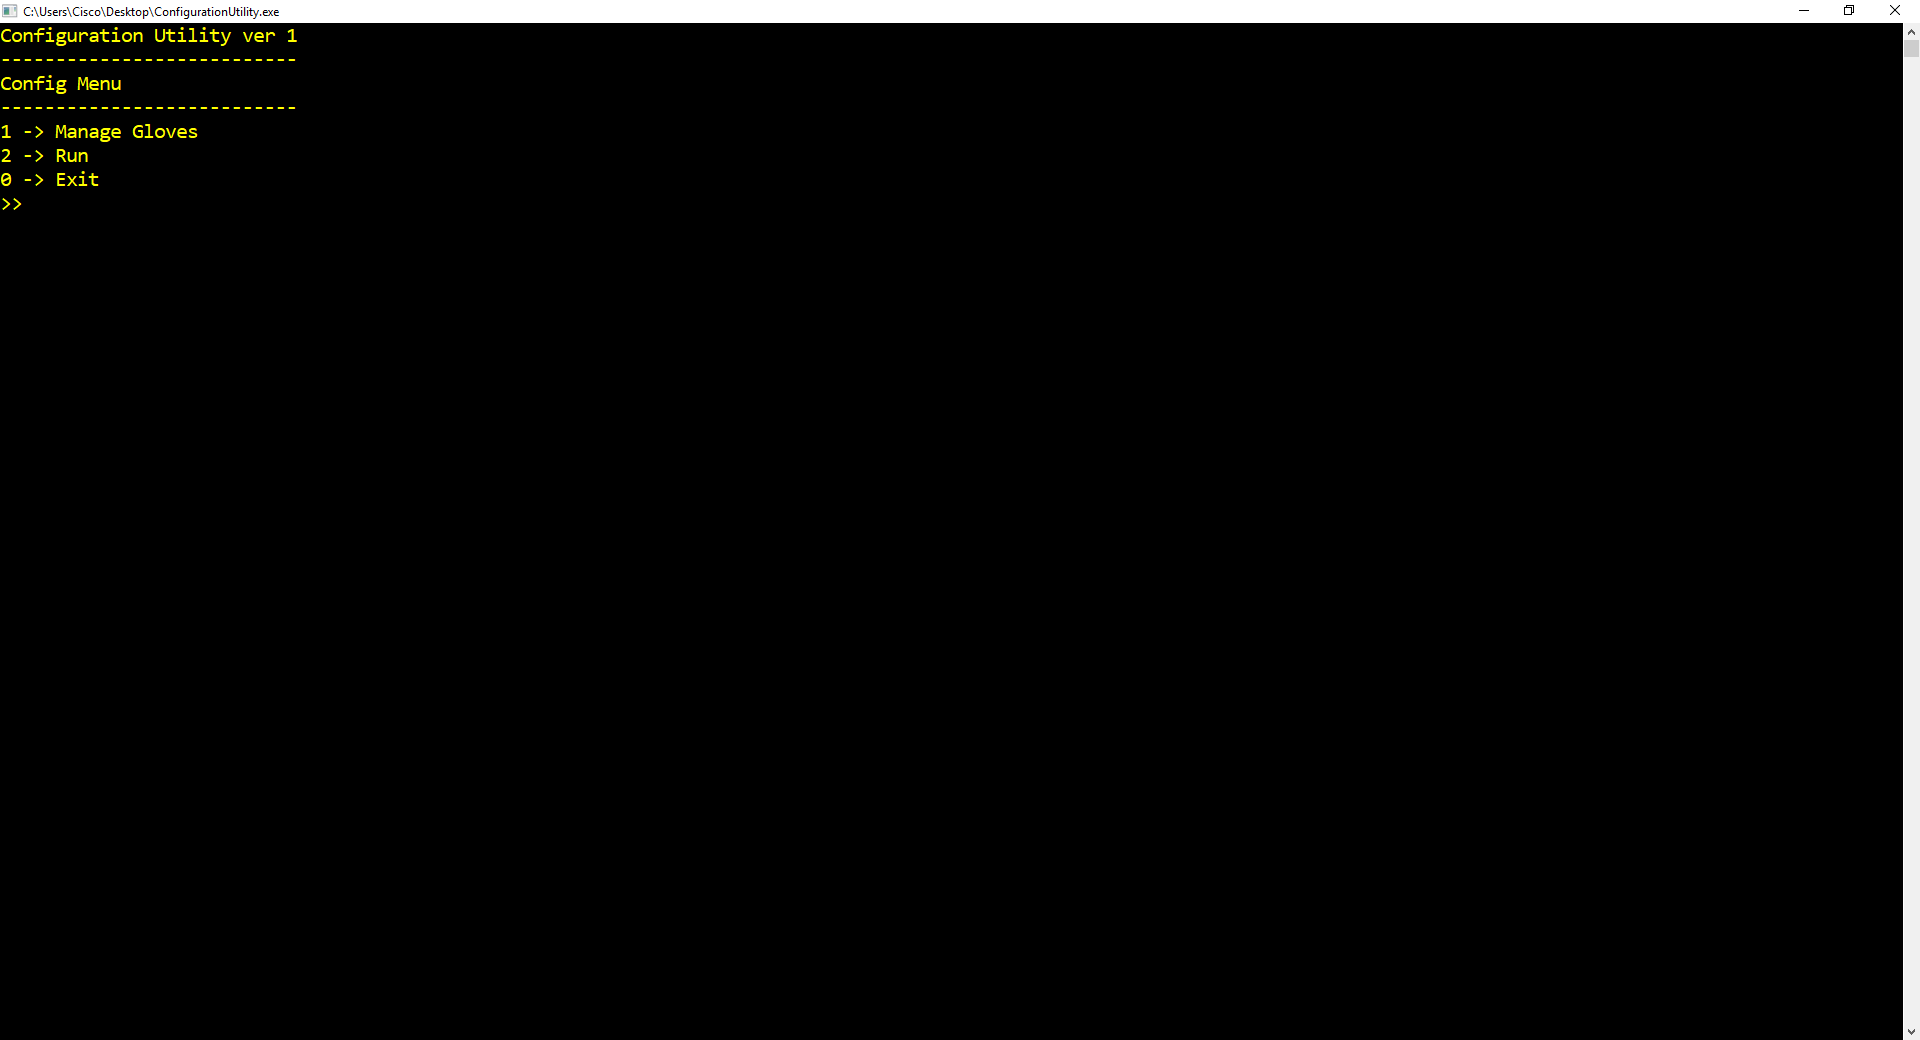 C:\Users\Cisco\Desktop\ConfigurationUtility.exe
Configuration Utility ver 1
---------------------------
Config Menu
---------------------------
1 -> Manage Gloves
2 -> Run
0 -> Exit
>>